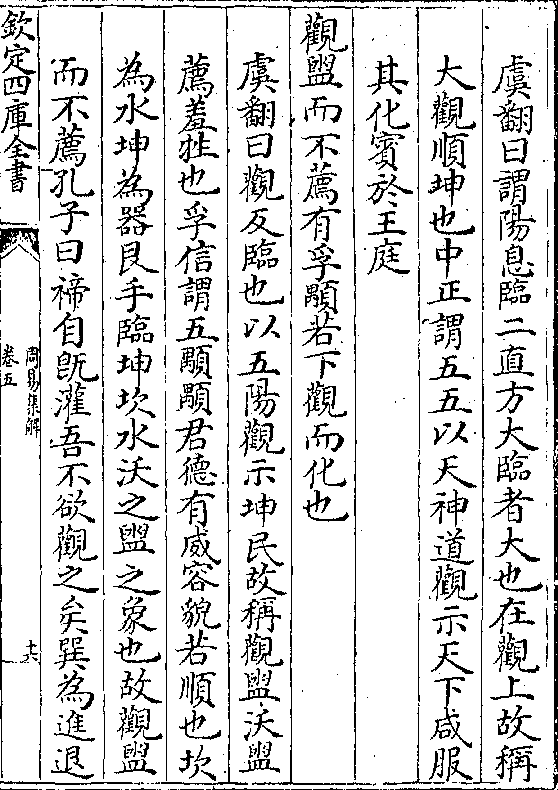 虞翻曰謂陽息臨二直方大臨者大也在觀上故稱
大觀順坤也中正謂五五以天神道觀示天下咸服
其化賓於王庭
觀盥而不薦有孚顒若下觀而化也
虞翻曰觀反臨也以五陽觀示坤民故稱觀盥沃盥
薦羞牲也孚信謂五顒顒君德有威容貌若順也坎
為水坤為器艮手臨坤坎水沃之盥之象也故觀盥
而不薦孔子曰禘自旣灌吾不欲觀之矣巽為進退
欽定四庫全書
周易集解
卷五
十六